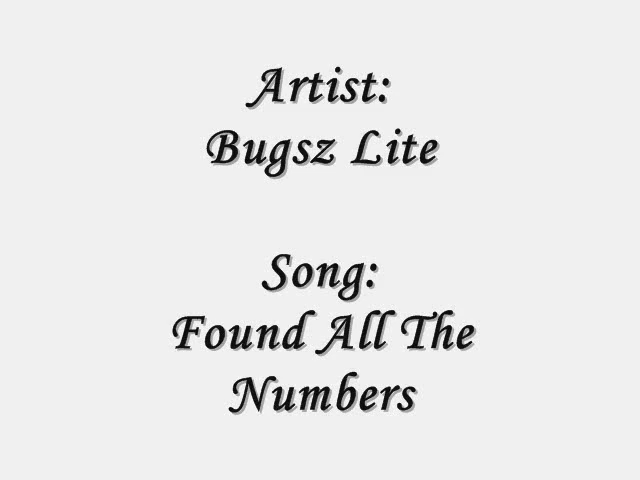 Artist:
Bugsz Lite
Song:
Found All The
Numbers